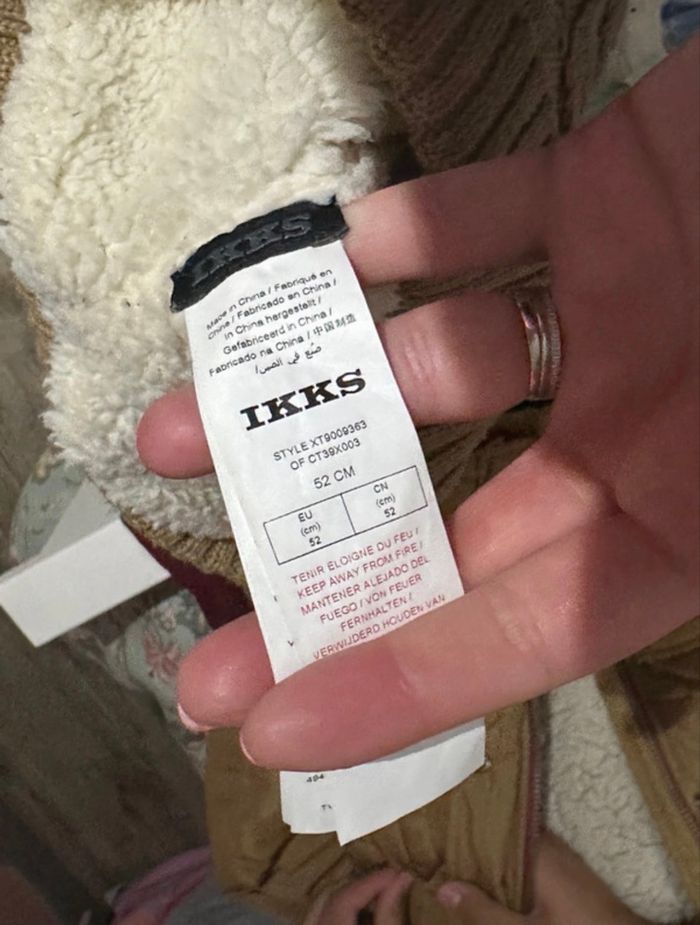 IKKS
Made in China / Fabriqué en
Chine / Fabricado en China /
In China hergestellt /
Gefabriceerd in China /
Fabricado na China / 中国制造
صنع في الصين /
IKKS
STYLE XT9009363
OF CT39X003
52 CM
EU
(cm)
52
CN
(cm)
52
TENIR ÉLOIGNÉ DU FEU /
KEEP AWAY FROM FIRE /
MANTENER ALEJADO DEL
FUEGO / VON FEUER
FERNHALTEN /
VERWIJDERD HOUDEN VAN